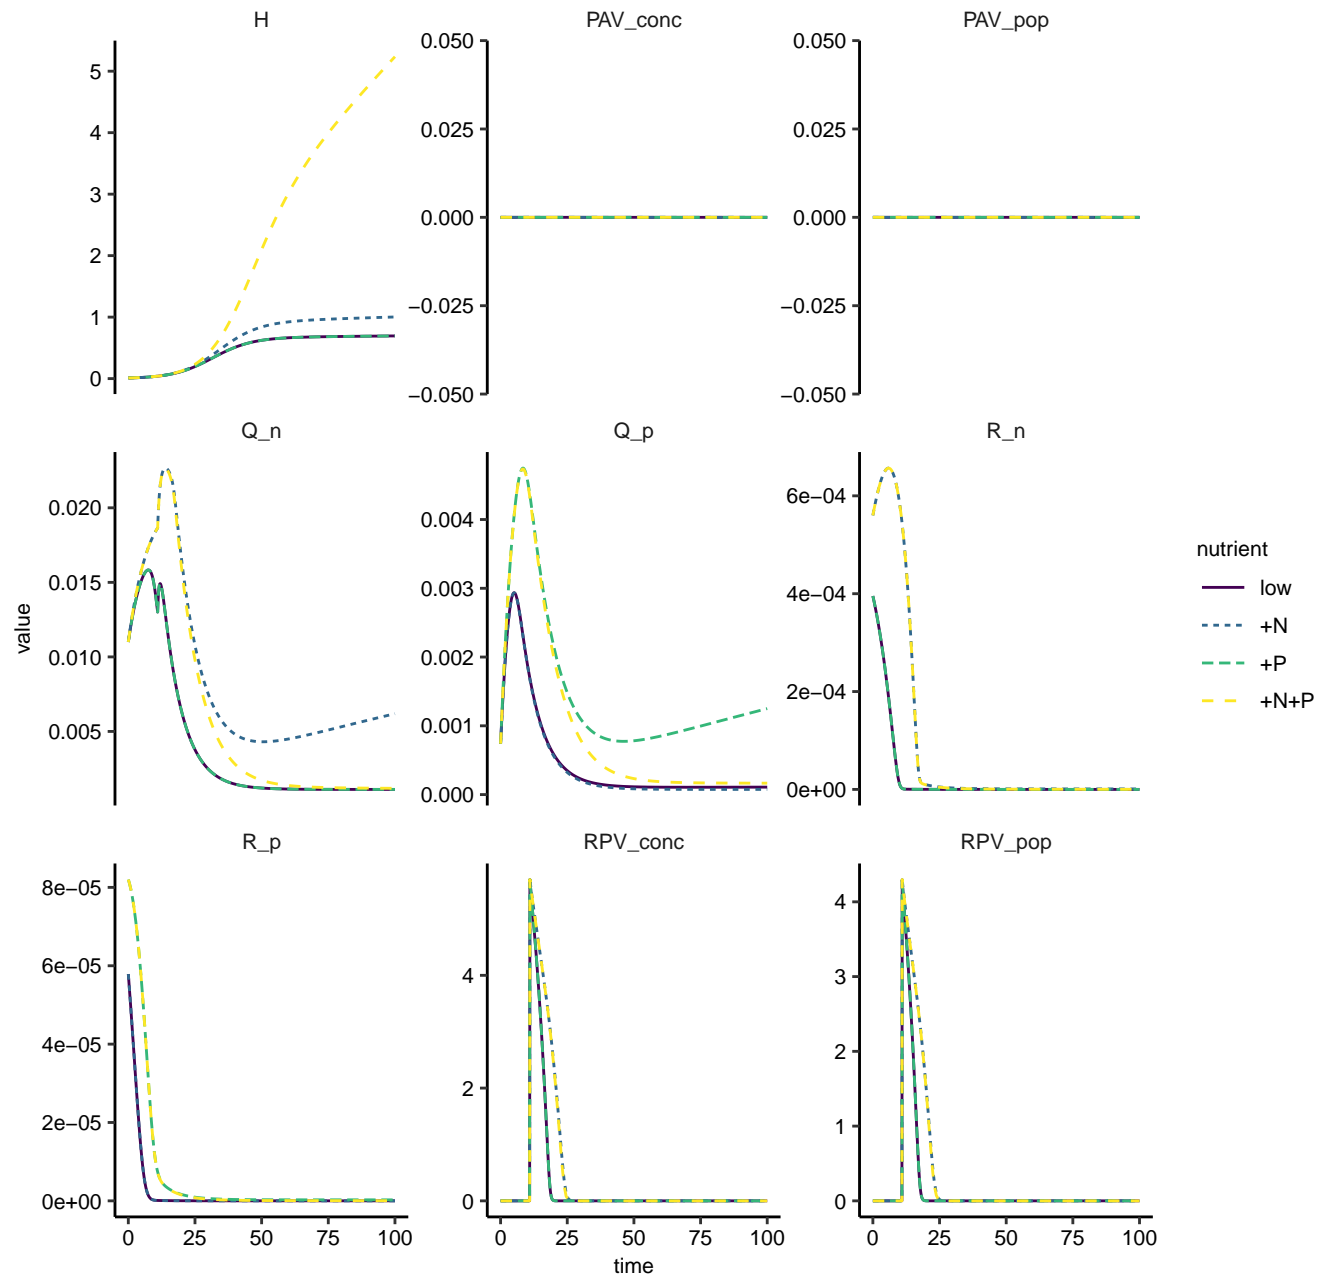 H
PAV_conc
PAV_pop
5
4
3
2
1
0
0.050
0.025
0.000
−0.025
−0.050
0.050
0.025
0.000
−0.025
−0.050
Q_n
Q_p
R_n
0.020
0.015
0.010
0.005
0.004
0.003
0.002
0.001
0.000
6e−04
4e−04
2e−04
0e+00
R_p
RPV_conc
RPV_pop
8e−05
6e−05
4e−05
2e−05
0e+00
4
2
0
4
3
2
1
0
0 25 50 75 100
0 25 50 75 100
0 25 50 75 100
time
value
nutrient
low
+N
+P
+N+P